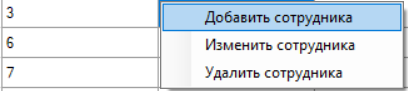 3 Добавить сотрудника
6 Изменить сотрудника
7 Удалить сотрудника